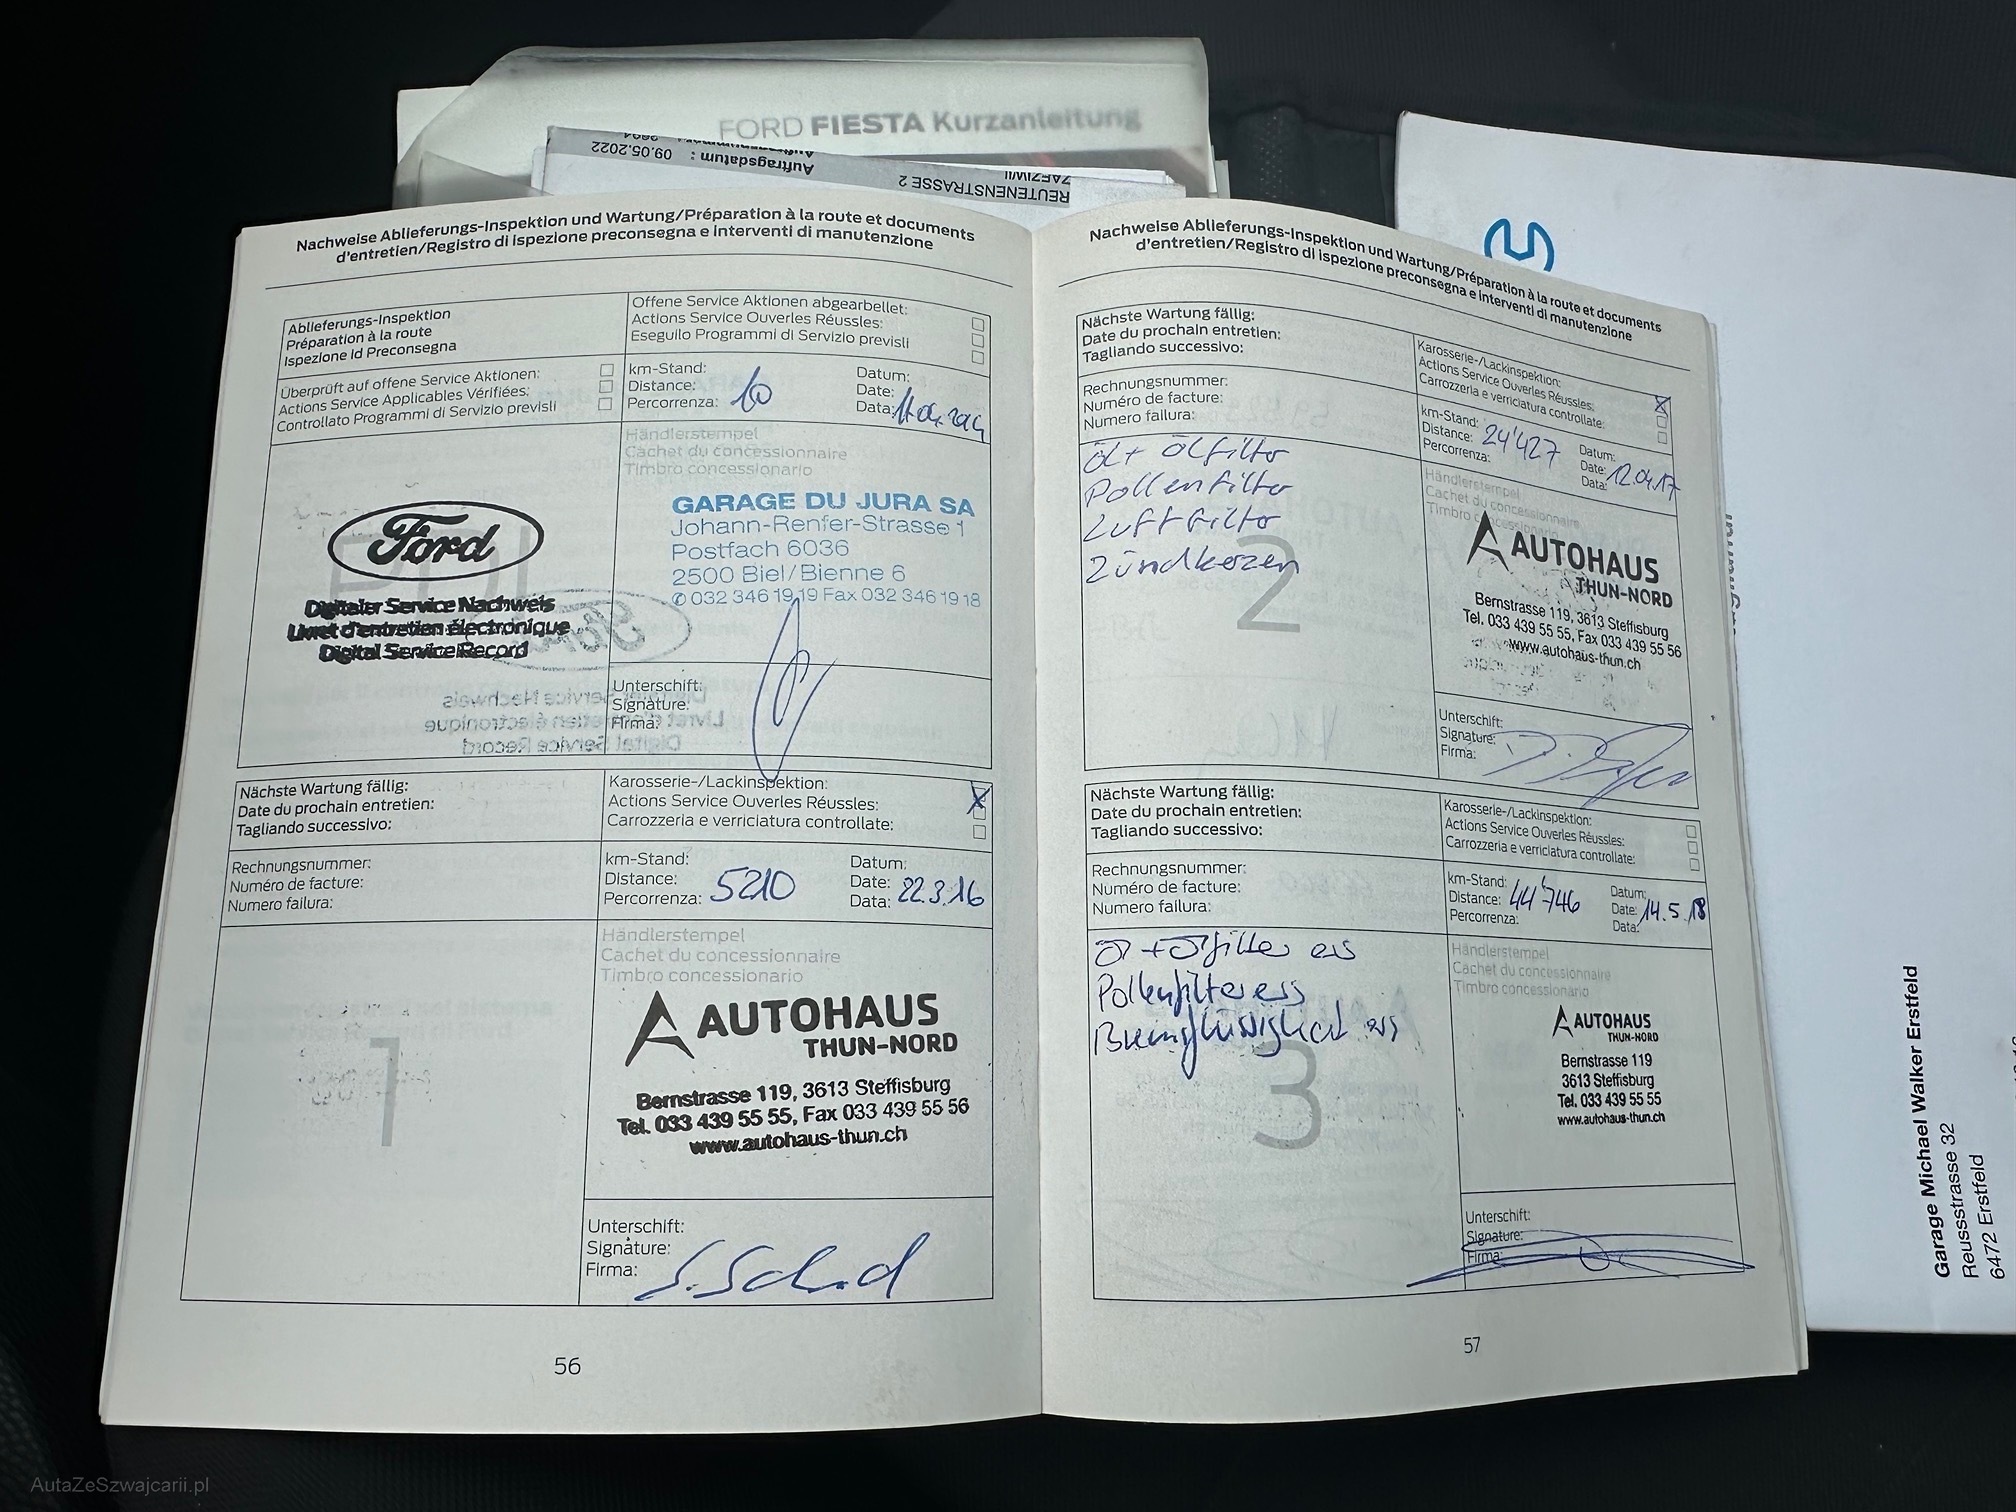 FORD FIESTA Kurzanleitung
Auftragsdatum : 09.05.2022
REUTENENSTRASSE 2
ZAEZIWIL
Nachweise Ablieferungs-Inspektion und Wartung/Préparation à la route et documents
d'entretien/Registro di ispezione preconsegna e interventi di manutenzione
Ablieferungs-Inspektion
Préparation à la route
Ispezione Id Preconsegna
Offene Service Aktionen abgearbellet:
Actions Service Ouverles Réussles:
Eseguilo Programmi di Servizio previsli
Überprüft auf offene Service Aktionen:
Actions Service Applicables Vérifiées:
Controllato Programmi di Servizio previsli
km-Stand:
Distance:
Percorrenza: 10
Datum:
Date:
Data:
Händlerstempel
Cachet du concessionnaire
Timbro concessionario
Ford
Digitaler Service Nachweis
Livret d'entretien électronique
Digital Service Record
GARAGE DU JURA SA
Johann-Renfer-Strasse 1
Postfach 6036
2500 Biel/Bienne 6
✆ 032 346 19 19 Fax 032 346 19 18
Unterschift:
Signature:
Firma:
Nächste Wartung fällig:
Date du prochain entretien:
Tagliando successivo:
Karosserie-/Lackinspektion:
Actions Service Ouverles Réussles:
Carrozzeria e verriciatura controllate:
Rechnungsnummer:
Numéro de facture:
Numero failura:
km-Stand:
Distance: 5210
Percorrenza:
Datum:
Date: 22.3.16
Data:
1
Händlerstempel
Cachet du concessionnaire
Timbro concessionario
AUTOHAUS
THUN-NORD
Bernstrasse 119, 3613 Steffisburg
Tel. 033 439 55 55, Fax 033 439 55 56
www.autohaus-thun.ch
Unterschift:
Signature:
Firma:
56
Nachweise Ablieferungs-Inspektion und Wartung/Préparation à la route et documents
d'entretien/Registro di ispezione preconsegna e interventi di manutenzione
Nächste Wartung fällig:
Date du prochain entretien:
Tagliando successivo:
Karosserie-/Lackinspektion:
Actions Service Ouverles Réussles:
Carrozzeria e verriciatura controllate:
Rechnungsnummer:
Numéro de facture:
Numero fallura:
km-Stand:
Distance: 24'427
Percorrenza:
Datum:
Date: 12.04.17
Data:
Öl + Ölfilter
Pollenfilter
Luftfilter
Zündkerzen
2
Händlerstempel
Cachet du concessionnaire
Timbro concessionario
AUTOHAUS
THUN-NORD
Bernstrasse 119, 3613 Steffisburg
Tel. 033 439 55 55, Fax 033 439 55 56
www.autohaus-thun.ch
Unterschift:
Signature:
Firma:
Nächste Wartung fällig:
Date du prochain entretien:
Tagliando successivo:
Karosserie-/Lackinspektion:
Actions Service Ouverles Réussles:
Carrozzeria e verriciatura controllate:
Rechnungsnummer:
Numéro de facture:
Numero fallura:
km-Stand:
Distance: 44'746
Percorrenza:
Datum:
Date: 14.5.18
Data:
Öl + Ölfilter ers
Pollenfilter ers
Bremsflüssigkeit ers
3
Händlerstempel
Cachet du concessionnaire
Timbro concessionario
AUTOHAUS
THUN-NORD
Bernstrasse 119
3613 Steffisburg
Tel. 033 439 55 55
www.autohaus-thun.ch
Unterschift:
Signature:
Firma:
57
Garage Michael Walker Erstfeld
Reussstrasse 32
6472 Erstfeld
AutaZeSzwajcarii.pl